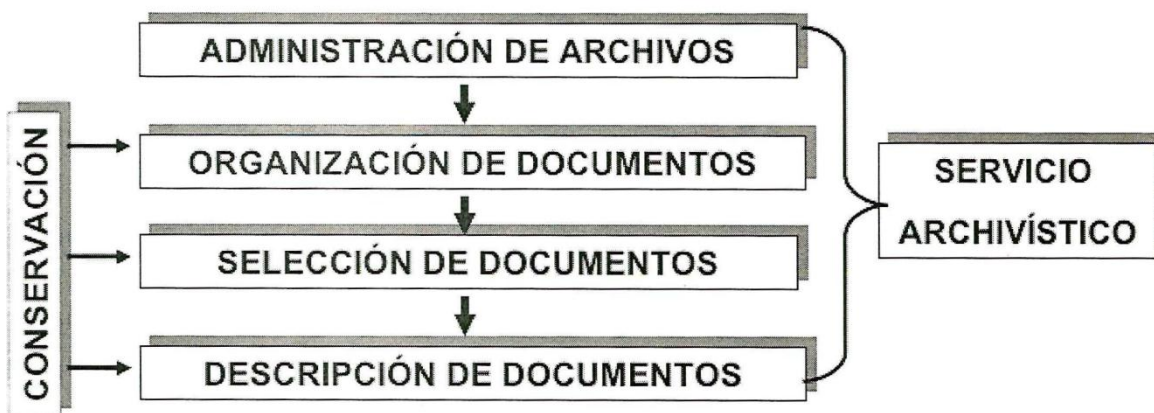 ADMINISTRACIÓN DE ARCHIVOS
CONSERVACIÓN
ORGANIZACIÓN DE DOCUMENTOS
SELECCIÓN DE DOCUMENTOS
DESCRIPCIÓN DE DOCUMENTOS
SERVICIO
ARCHIVÍSTICO